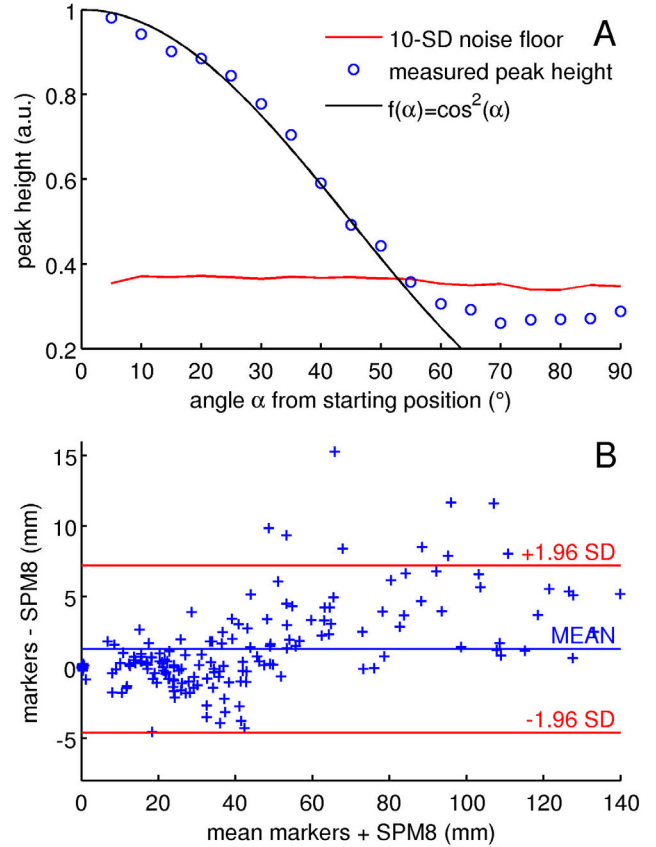 A
10-SD noise floor
measured peak height
f(α)=cos²(α)
peak height (a.u.)
1
0.8
0.6
0.4
0.2
0 10 20 30 40 50 60 70 80 90
angle α from starting position (°)
B
15
10
5
0
-5
markers - SPM8 (mm)
+1.96 SD
MEAN
-1.96 SD
0 20 40 60 80 100 120 140
mean markers + SPM8 (mm)